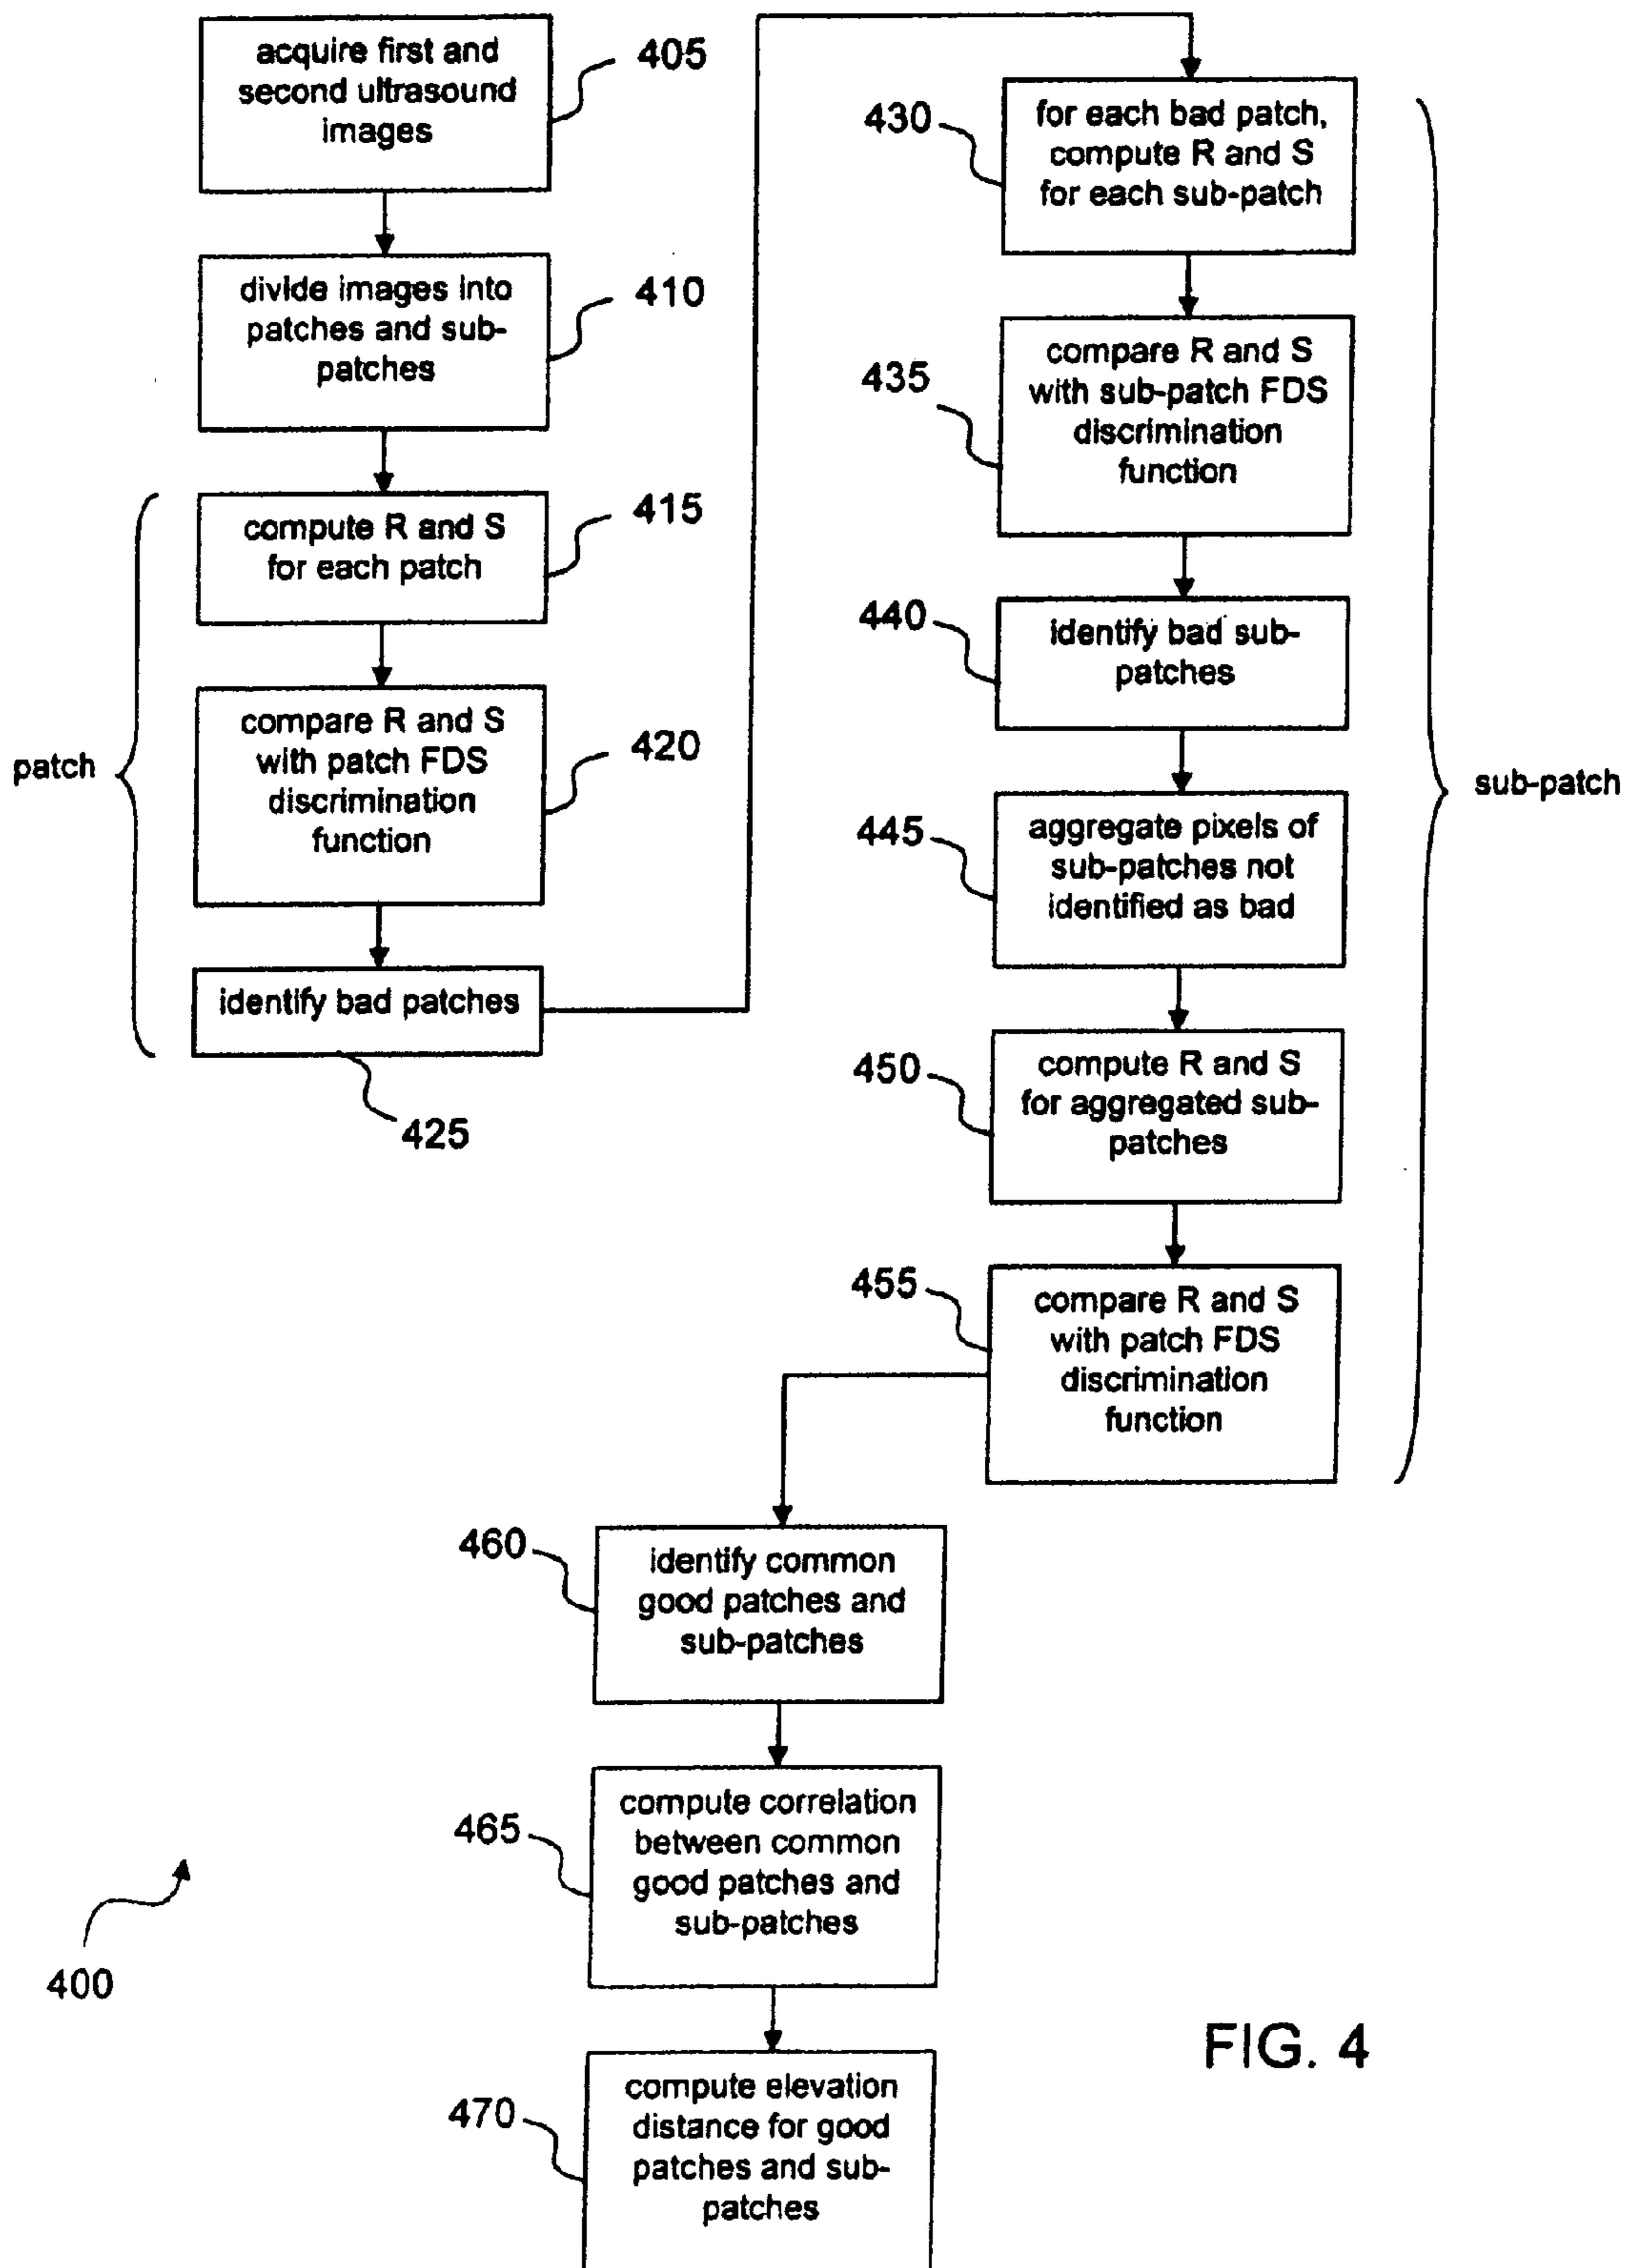 acquire first and
second ultrasound
images
405
divide images into
patches and sub-
patches
410
patch
compute R and S
for each patch
415
compare R and S
with patch FDS
discrimination
function
420
identify bad patches
425
430
for each bad patch,
compute R and S
for each sub-patch
435
compare R and S
with sub-patch FDS
discrimination
function
440
identify bad sub-
patches
sub-patch
445
aggregate pixels of
sub-patches not
identified as bad
450
compute R and S
for aggregated sub-
patches
455
compare R and S
with patch FDS
discrimination
function
460
identify common
good patches and
sub-patches
465
compute correlation
between common
good patches and
sub-patches
470
compute elevation
distance for good
patches and sub-
patches
400
FIG. 4